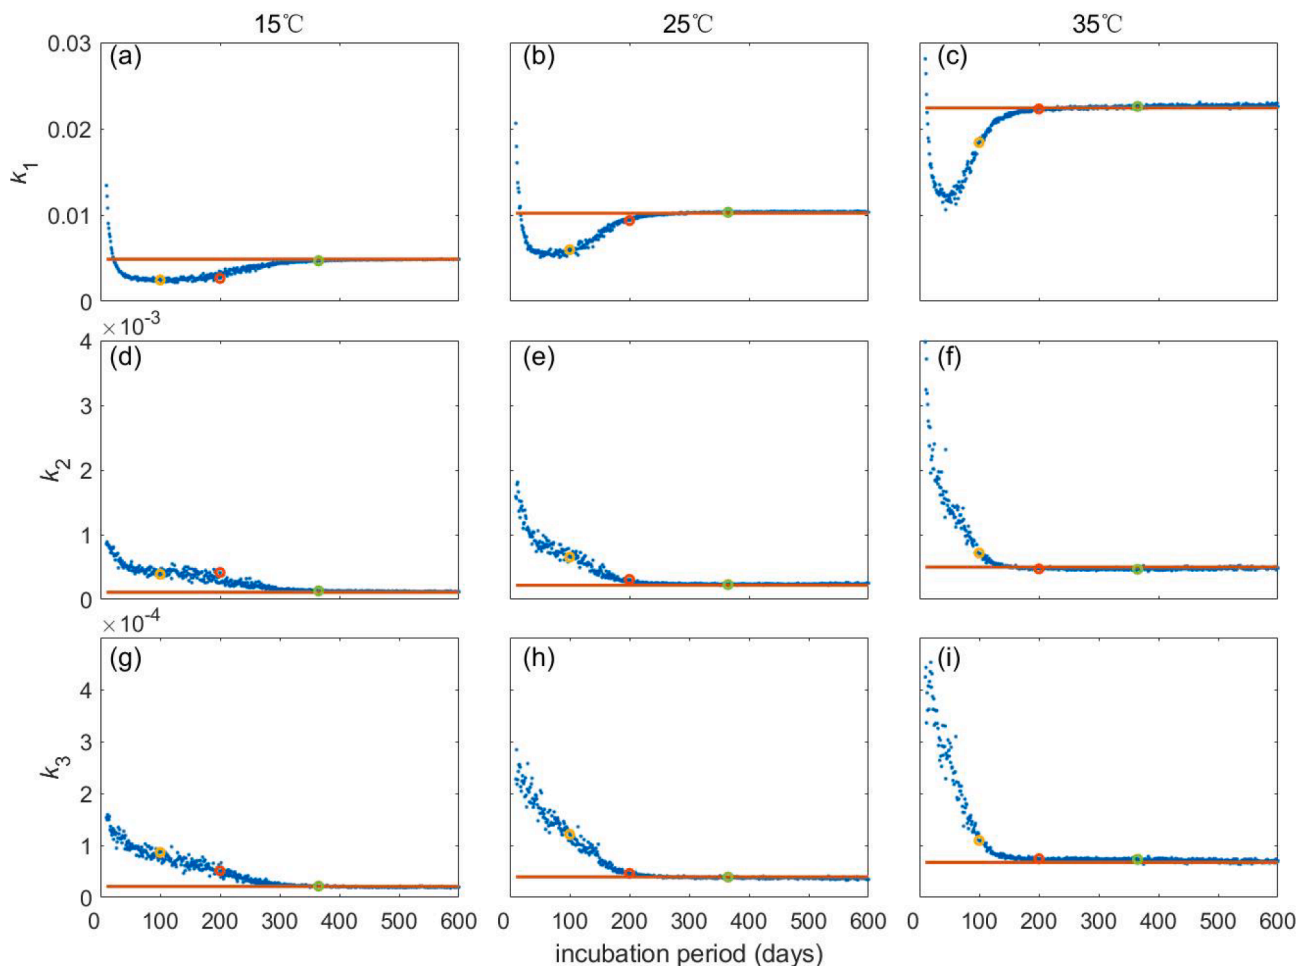 15℃ 25℃ 35℃
0.03 (a) (b) (c)
0.02
k1
0.01
0
×10-3
4 (d) (e) (f)
3
k2
2
1
0
×10-4
(g) (h) (i)
4
3
k3
2
1
0
0 100 200 300 400 500 600 0 100 200 300 400 500 600 0 100 200 300 400 500 600
incubation period (days)